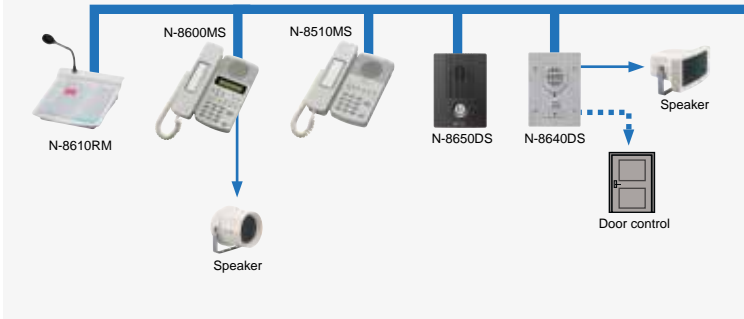 N-8600MS
N-8510MS
N-8610RM
N-8650DS
N-8640DS
Speaker
Door control
Speaker